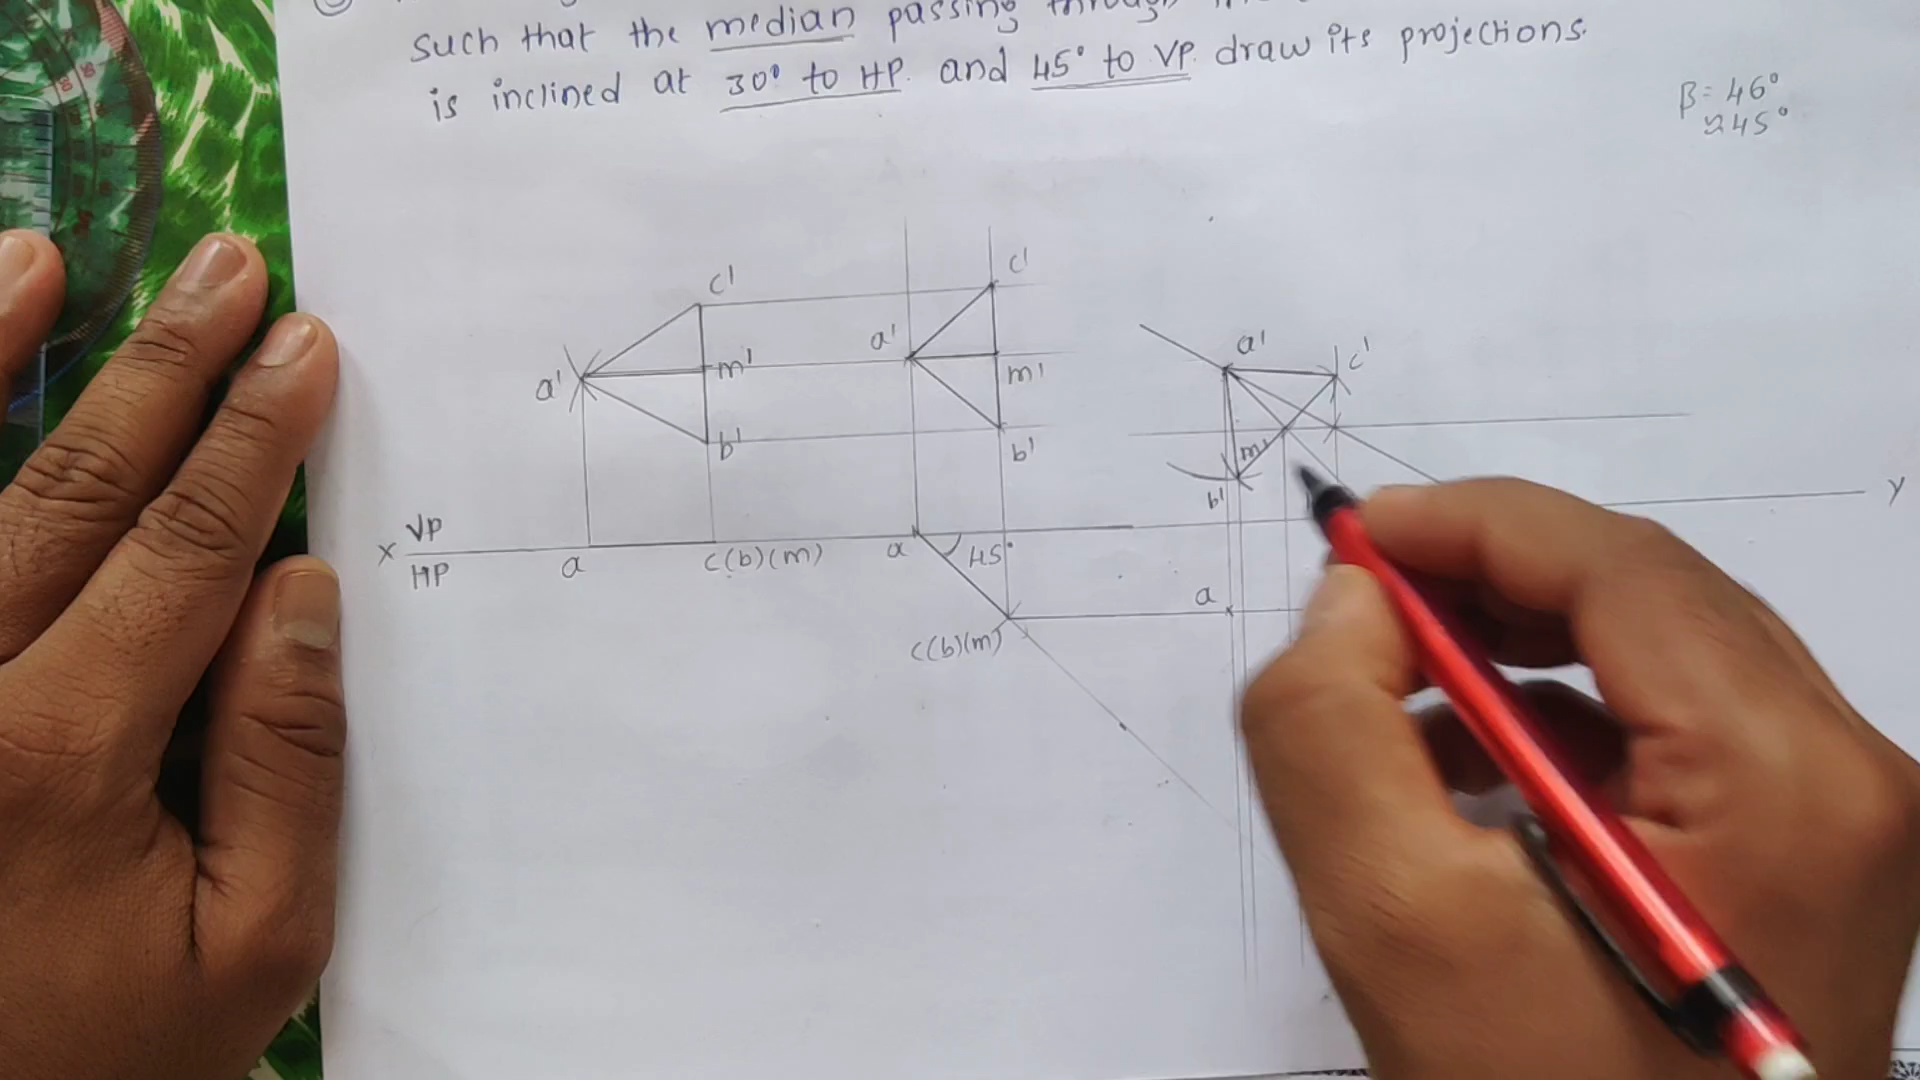 such that the median passing through
is inclined at 30° to HP. and 45° to VP. draw its projections.
β = 46°
≈45°
c'
c'
a'
m'
a'
m'
a'
c'
b'
b'
m'
b'
x VP
HP
y
a
c(b)(m)
a
45°
a
c(b)(m)